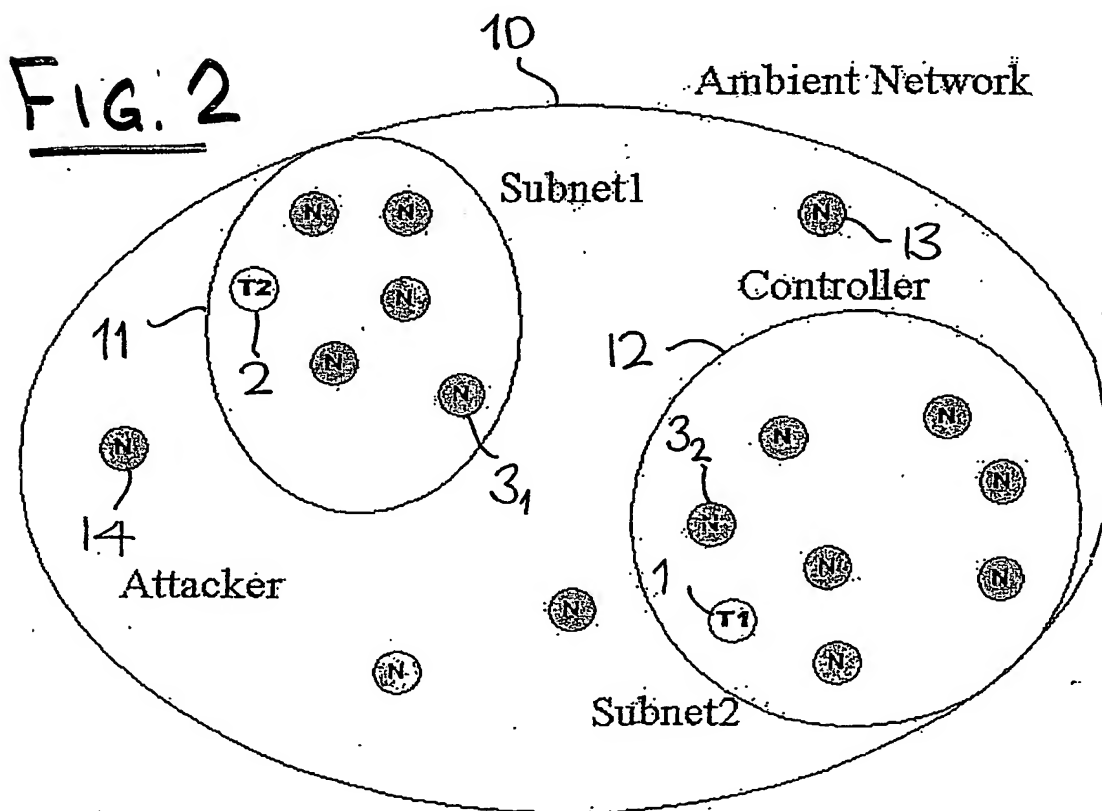 FIG. 2
10
Ambient Network
Subnet1
N N
N
13
T2
N
Controller
11
12
2
N
N
N
N
3₂
N
N
3₁
N
14
N
Attacker
1
N
N
N
T1
N
N
Subnet2